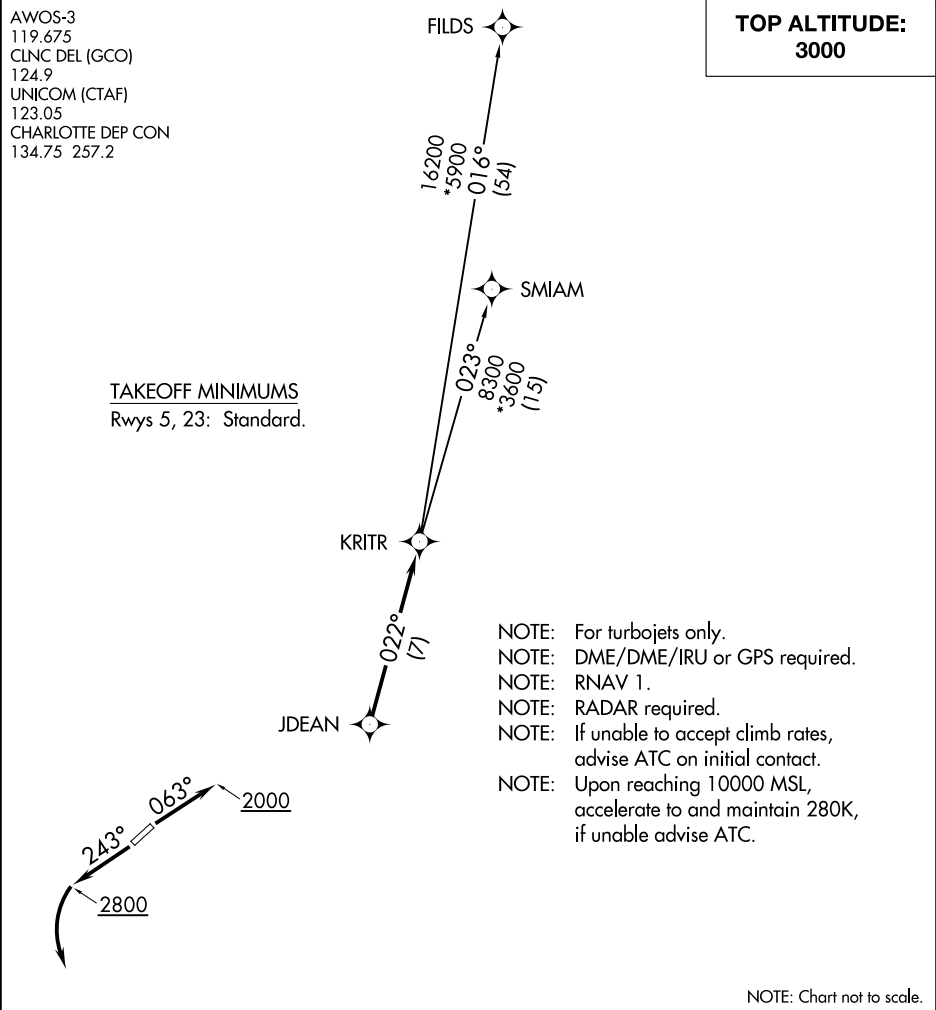 AWOS-3
119.675
CLNC DEL (GCO)
124.9
UNICOM (CTAF)
123.05
CHARLOTTE DEP CON
134.75 257.2
TOP ALTITUDE:
3000
FILDS
16200
*5900
016°
(54)
SMIAM
023°
8300
*3600
(15)
TAKEOFF MINIMUMS
Rwys 5, 23: Standard.
KRITR
022°
(7)
JDEAN
NOTE: For turbojets only.
NOTE: DME/DME/IRU or GPS required.
NOTE: RNAV 1.
NOTE: RADAR required.
NOTE: If unable to accept climb rates,
advise ATC on initial contact.
NOTE: Upon reaching 10000 MSL,
accelerate to and maintain 280K,
if unable advise ATC.
063°
2000
243°
2800
NOTE: Chart not to scale.